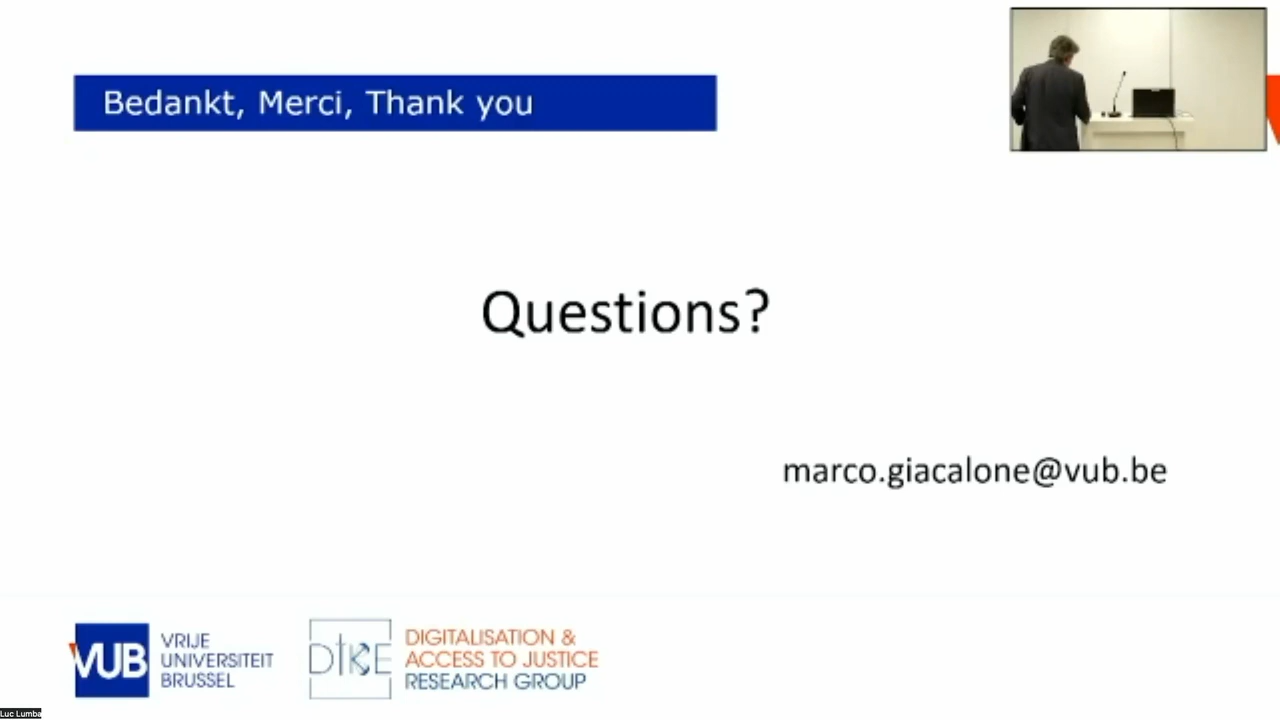 Bedankt, Merci, Thank you
Questions?
marco.giacalone@vub.be
VUB
VRIJE
UNIVERSITEIT
BRUSSEL
DIKE
DIGITALISATION &
ACCESS TO JUSTICE
RESEARCH GROUP
Luc Lumba